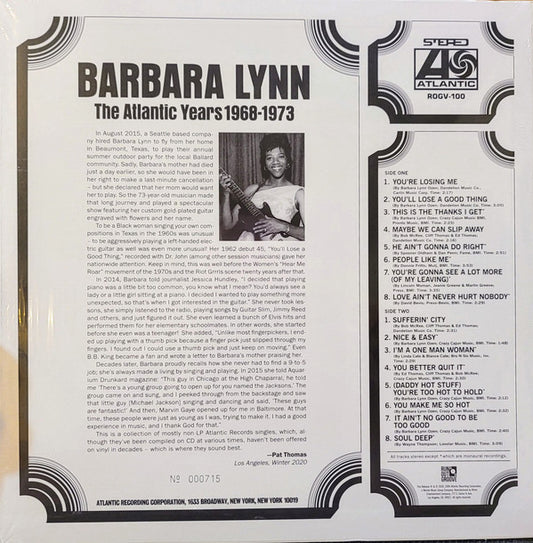 BARBARA LYNN
The Atlantic Years 1968-1973
In August 2015, a Seattle based compa-
ny hired Barbara Lynn to fly from her home
in Beaumont, Texas, to play their annual
summer outdoor party for the local Ballard
community. Sadly, Barbara's mother had died
just a day earlier, so she would have been in
her right to make a last-minute cancellation
– but she declared that her mom would want
her to play. So the 73 year-old musician made
that long journey and played a spectacular
show featuring her custom gold-plated guitar
engraved with flowers and her name.
To be a Black woman singing your own com-
positions in Texas in the 1960s was unusual
– to be aggressively playing a left-handed elec-
tric guitar as well was even more unusual! Her 1962 debut 45, "You'll Lose a
Good Thing," recorded with Dr. John (among other session musicians) gave her
nationwide attention. Keep in mind, this was well before the Women's "Hear Me
Roar" movement of the 1970s and the Riot Grrrls scene twenty years after that.
In 2014, Barbara told journalist Jessica Hundley, "I decided that playing
piano was a little bit too common, you know what I mean? You'd always see a
lady or a little girl sitting at a piano. I decided I wanted to play something more
unexpected, so that's when I got interested in the guitar." She never took les-
sons, she simply listened to the radio, playing songs by Guitar Slim, Jimmy Reed
and others, and just figured it out. She even learned a bunch of Elvis hits and
performed them for her elementary schoolmates. In other words, she started
before she even was a teenager! She added, "Unlike most fingerpickers, I end-
ed up playing with a thumb pick because a finger pick just slipped through my
fingers. I found out I could use a thumb pick and just keep on moving." Even
B.B. King became a fan and wrote a letter to Barbara's mother praising her.
Decades later, Barbara proudly recalls how she never had to find a 9-to-5
job; she's always made a living by singing and playing. In 2015 she told Aquar-
ium Drunkard magazine: "This guy in Chicago at the High Chaparral, he told
me 'There's a young group going to open up for you named the Jacksons.' The
group came on and sung, and I peeked through the backstage and saw
that little guy (Michael Jackson) singing and dancing and said, 'These guys
are fantastic!' And then, Marvin Gaye opened up for me in Baltimore. At that
time, these people were just as young as I was, trying to make it. I had a good
experience in music, and I thank God for that."
This is a collection of mostly non LP Atlantic Records singles, which, al-
though they've been compiled on CD at various times, haven't been offered
on vinyl in decades – which is where they sound best.
—Pat Thomas
Los Angeles, Winter 2020
Nº 000715
ATLANTIC RECORDING CORPORATION, 1633 BROADWAY, NEW YORK, NEW YORK 10019
STEREO
ATLANTIC
ROGV-100
SIDE ONE
1. YOU'RE LOSING ME
2. YOU'LL LOSE A GOOD THING
3. THIS IS THE THANKS I GET*
4. MAYBE WE CAN SLIP AWAY
5. HE AIN'T GONNA DO RIGHT*
6. PEOPLE LIKE ME*
7. YOU'RE GONNA SEE A LOT MORE
(OF MY LEAVING)*
8. LOVE AIN'T NEVER HURT NOBODY*
SIDE TWO
1. SUFFERIN' CITY
2. NICE & EASY*
3. I'M A ONE MAN WOMAN*
4. YOU BETTER QUIT IT*
5. (DADDY HOT STUFF)
YOU'RE TOO HOT TO HOLD*
6. YOU MAKE ME SO HOT
7. IT AIN'T NO GOOD TO BE
TOO GOOD
8. SOUL DEEP*
All tracks stereo except * which are monaural recordings.